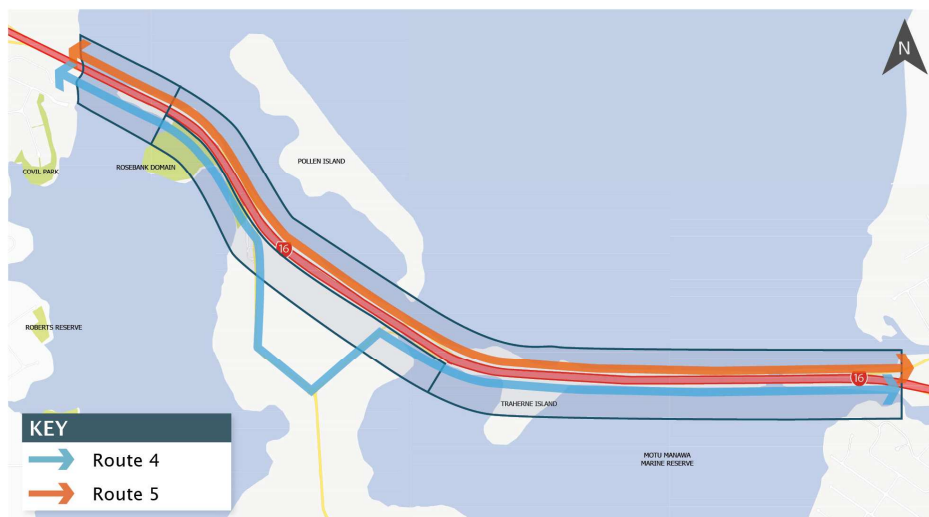 N
POLLEN ISLAND
ROSEBANK DOMAIN
COVIL PARK
16
ROBERTS RESERVE
16
TRAHERNE ISLAND
MOTU MANAWA
MARINE RESERVE
KEY
Route 4
Route 5